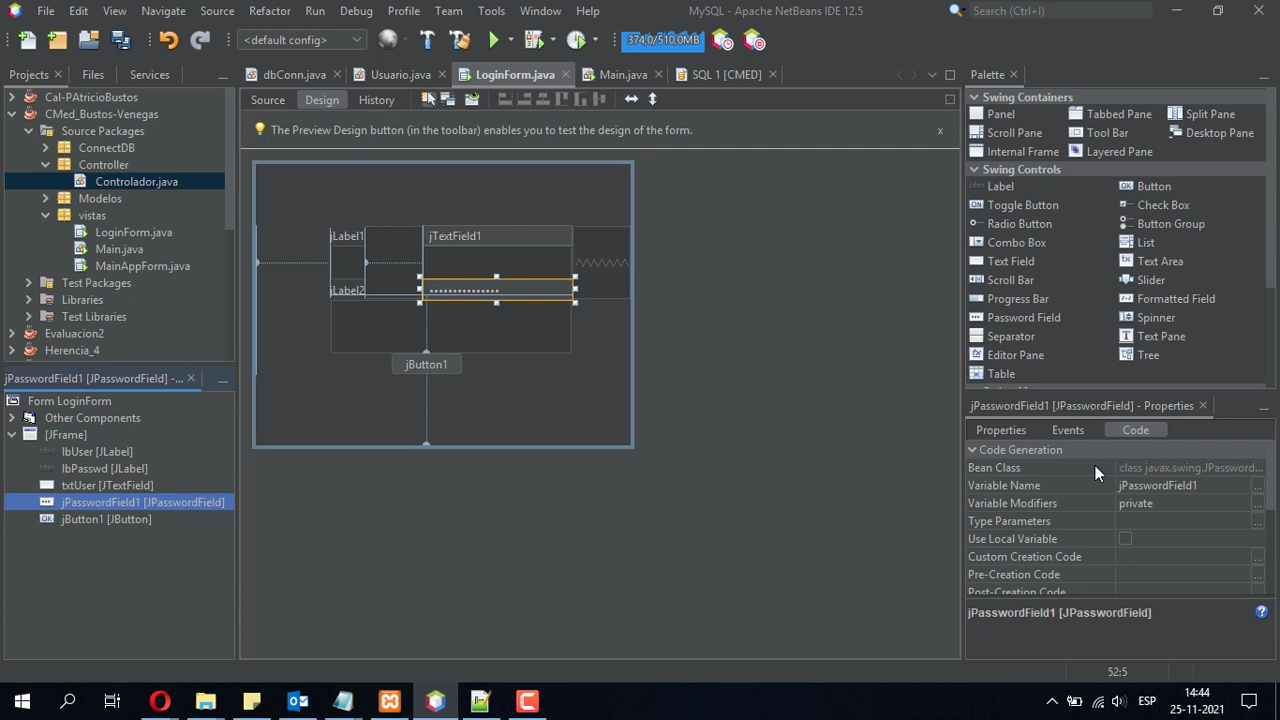 File Edit View Navigate Source Refactor Run Debug Profile Team Tools Window Help MySQL - Apache NetBeans IDE 12.5 Search (Ctrl+I)
<default config> 374,0/510,0MB
Projects Files Services dbConn.java Usuario.java LoginForm.java Main.java SQL 1 [CMED] Palette
Source Design History
The Preview Design button (in the toolbar) enables you to test the design of the form. x
Cal-PAtricioBustos
CMed_Bustos-Venegas
Source Packages
ConnectDB
Controller
Controlador.java
Modelos
vistas
LoginForm.java
Main.java
MainAppForm.java
Test Packages
Libraries
Test Libraries
Evaluacion2
Herencia_4
jPasswordField1 [JPasswordField] -...
Form LoginForm
Other Components
[JFrame]
lbUser [JLabel]
lbPasswd [JLabel]
txtUser [JTextField]
jPasswordField1 [JPasswordField]
jButton1 [JButton]
jLabel1 jTextField1
jLabel2
jButton1
Swing Containers
Panel Tabbed Pane Split Pane
Scroll Pane Tool Bar Desktop Pane
Internal Frame Layered Pane
Swing Controls
Label Button
Toggle Button Check Box
Radio Button Button Group
Combo Box List
Text Field Text Area
Scroll Bar Slider
Progress Bar Formatted Field
Password Field Spinner
Separator Text Pane
Editor Pane Tree
Table
jPasswordField1 [JPasswordField] - Properties
Properties Events Code
Code Generation
Bean Class class javax.swing.JPassword...
Variable Name jPasswordField1 ...
Variable Modifiers private ...
Type Parameters ...
Use Local Variable
Custom Creation Code ...
Pre-Creation Code ...
Post-Creation Code ...
jPasswordField1 [JPasswordField]
52:5
ESP 14:44
25-11-2021